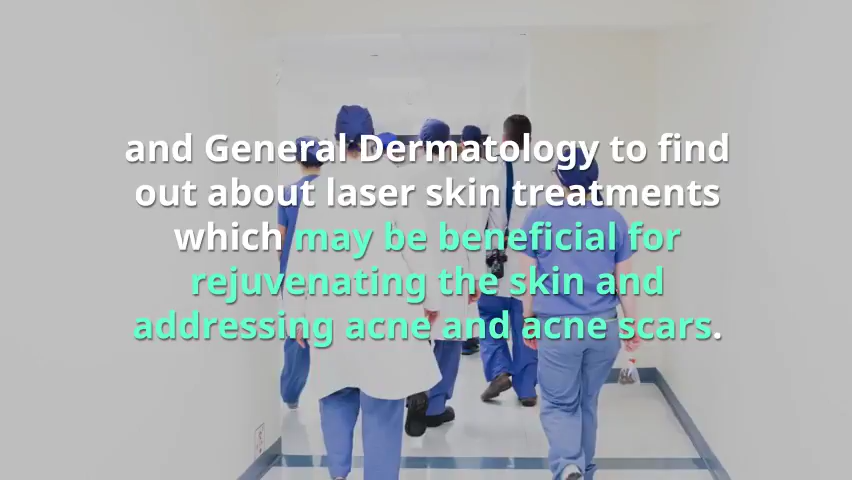 and General Dermatology to find
out about laser skin treatments
which may be beneficial for
rejuvenating the skin and
addressing acne and acne scars.